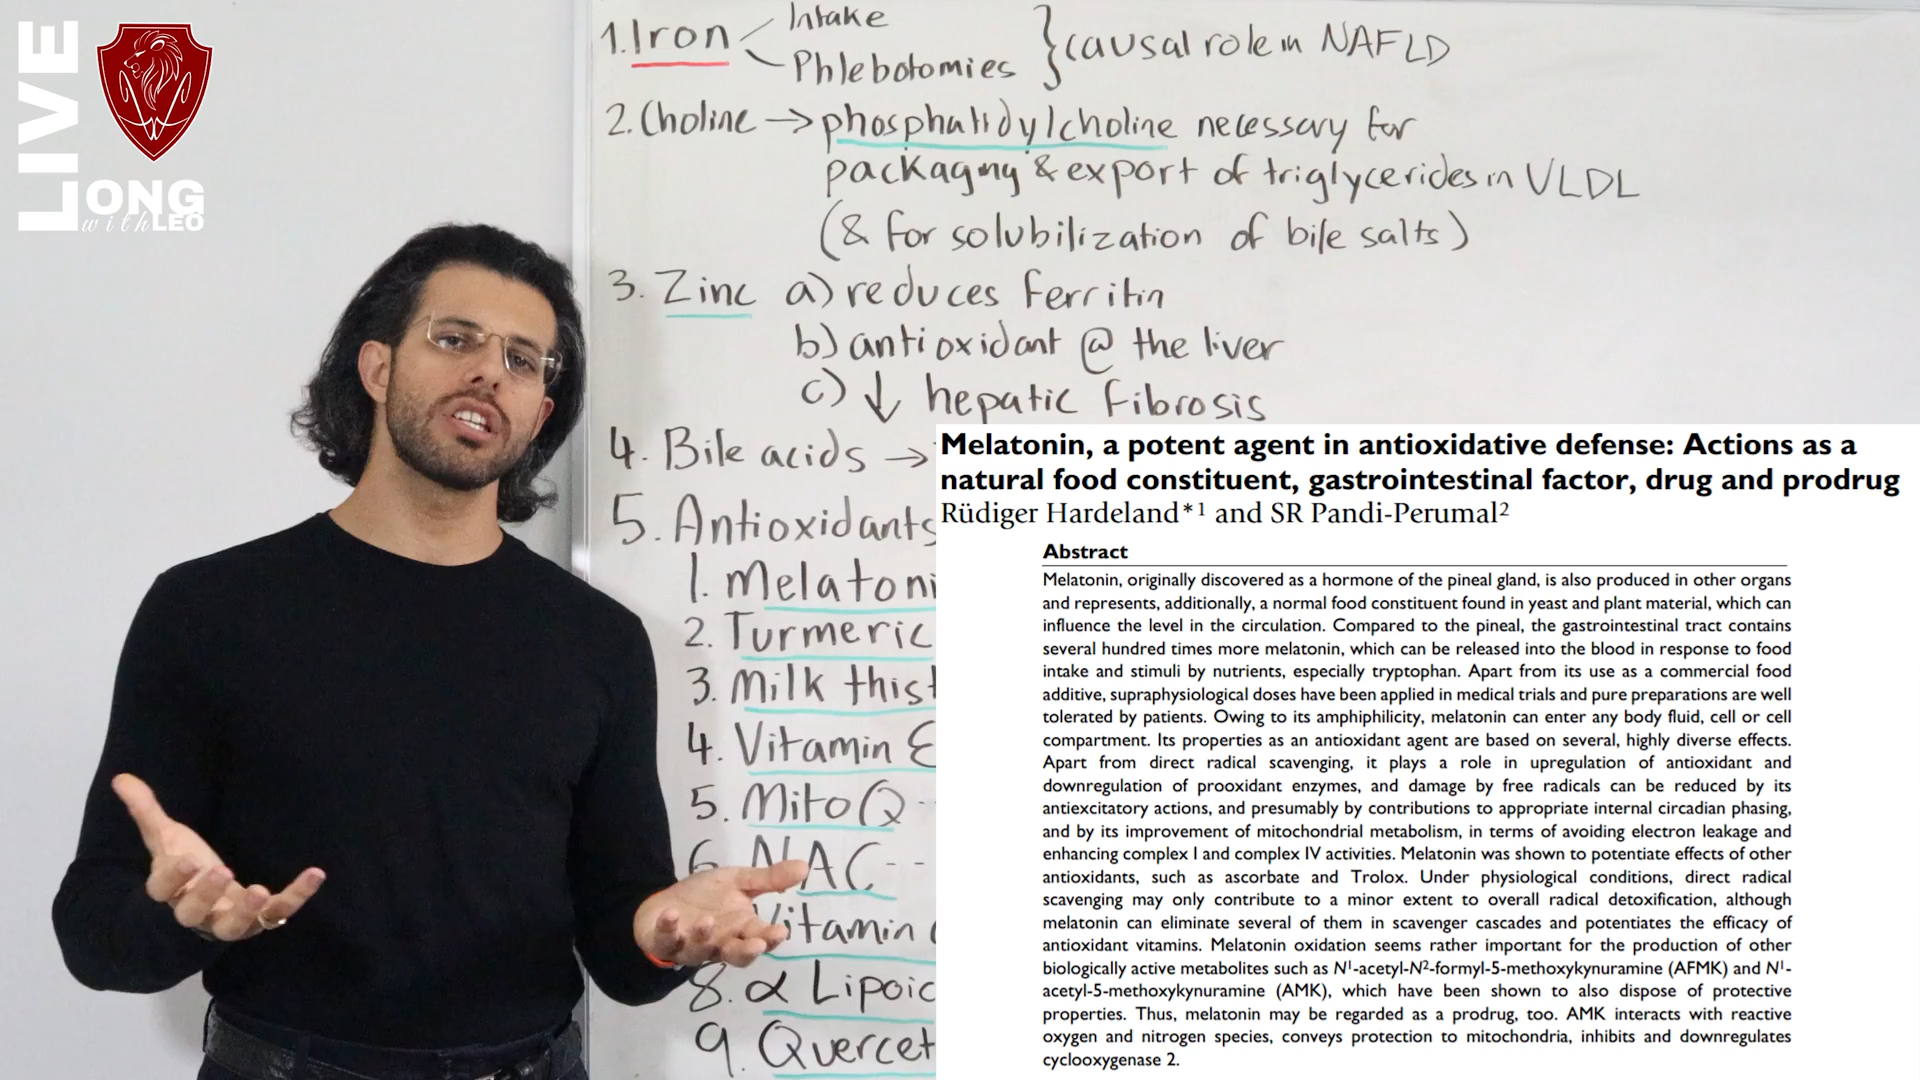 LIVE
LONG
with LEO
1. Iron
Intake
Phlebotomies
} causal role in NAFLD
2. Choline → phosphatidylcholine necessary for
packaging & export of triglycerides in VLDL
(& for solubilization of bile salts)
3. Zinc a) reduces ferritin
b) antioxidant @ the liver
c) ↓ hepatic fibrosis
4. Bile acids →
5. Antioxidants
1. Melatoni
2. Turmeric
3. Milk thist
4. Vitamin E
5. MitoQ --
6. NAC --
Vitamin
8. α Lipoic
9. Quercet
Melatonin, a potent agent in antioxidative defense: Actions as a
natural food constituent, gastrointestinal factor, drug and prodrug
Rüdiger Hardeland*1 and SR Pandi-Perumal2
Abstract
Melatonin, originally discovered as a hormone of the pineal gland, is also produced in other organs
and represents, additionally, a normal food constituent found in yeast and plant material, which can
influence the level in the circulation. Compared to the pineal, the gastrointestinal tract contains
several hundred times more melatonin, which can be released into the blood in response to food
intake and stimuli by nutrients, especially tryptophan. Apart from its use as a commercial food
additive, supraphysiological doses have been applied in medical trials and pure preparations are well
tolerated by patients. Owing to its amphiphilicity, melatonin can enter any body fluid, cell or cell
compartment. Its properties as an antioxidant agent are based on several, highly diverse effects.
Apart from direct radical scavenging, it plays a role in upregulation of antioxidant and
downregulation of prooxidant enzymes, and damage by free radicals can be reduced by its
antiexcitatory actions, and presumably by contributions to appropriate internal circadian phasing,
and by its improvement of mitochondrial metabolism, in terms of avoiding electron leakage and
enhancing complex I and complex IV activities. Melatonin was shown to potentiate effects of other
antioxidants, such as ascorbate and Trolox. Under physiological conditions, direct radical
scavenging may only contribute to a minor extent to overall radical detoxification, although
melatonin can eliminate several of them in scavenger cascades and potentiates the efficacy of
antioxidant vitamins. Melatonin oxidation seems rather important for the production of other
biologically active metabolites such as N1-acetyl-N2-formyl-5-methoxykynuramine (AFMK) and N1-
acetyl-5-methoxykynuramine (AMK), which have been shown to also dispose of protective
properties. Thus, melatonin may be regarded as a prodrug, too. AMK interacts with reactive
oxygen and nitrogen species, conveys protection to mitochondria, inhibits and downregulates
cyclooxygenase 2.